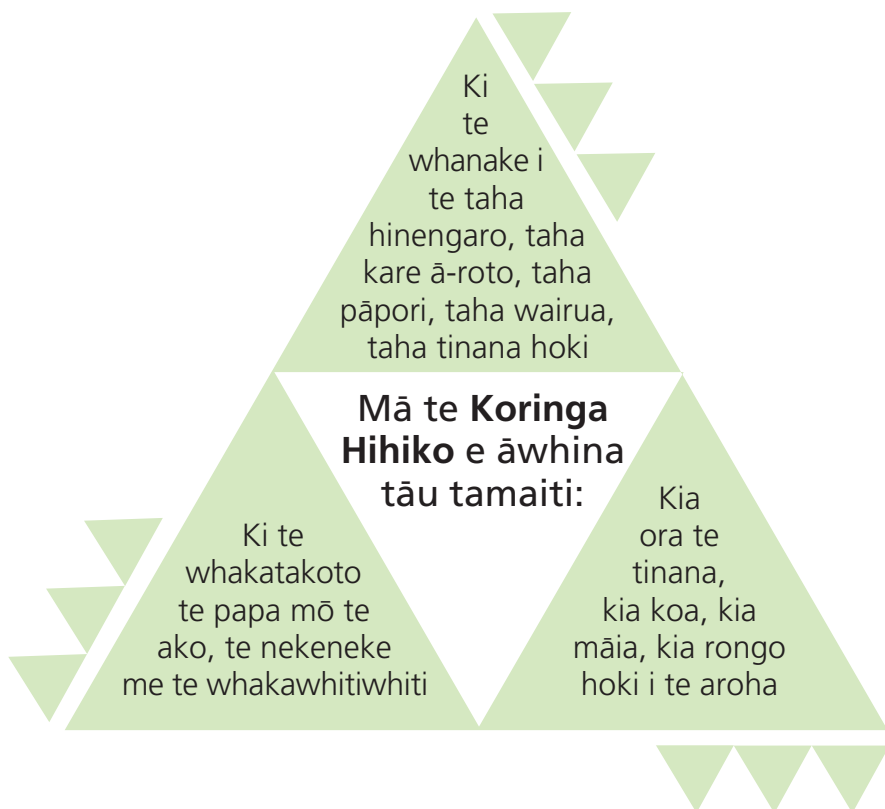 Ki
te
whanake i
te taha
hinengaro, taha
kare ā-roto, taha
pāpori, taha wairua,
taha tinana hoki
Mā te Koringa
Hihiko e āwhina
tāu tamaiti:
Ki te
whakatakoto
te papa mō te
ako, te nekeneke
me te whakawhitiwhiti
Kia
ora te
tinana,
kia koa, kia
māia, kia rongo
hoki i te aroha